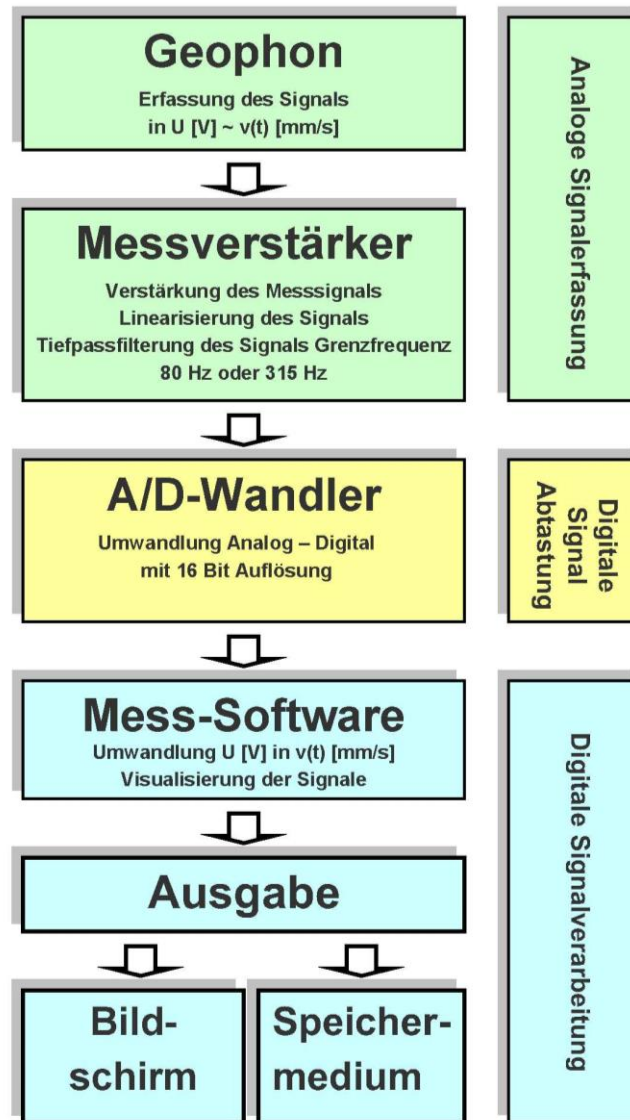 Geophon
Erfassung des Signals
in U [V] ~ v(t) [mm/s]
Messverstärker
Verstärkung des Messsignals
Linearisierung des Signals
Tiefpassfilterung des Signals Grenzfrequenz
80 Hz oder 315 Hz
Analoge Signalerfassung
A/D-Wandler
Umwandlung Analog – Digital
mit 16 Bit Auflösung
Digitale
Signal
Abtastung
Mess-Software
Umwandlung U [V] in v(t) [mm/s]
Visualisierung der Signale
Ausgabe
Bild-
schirm
Speicher-
medium
Digitale Signalverarbeitung